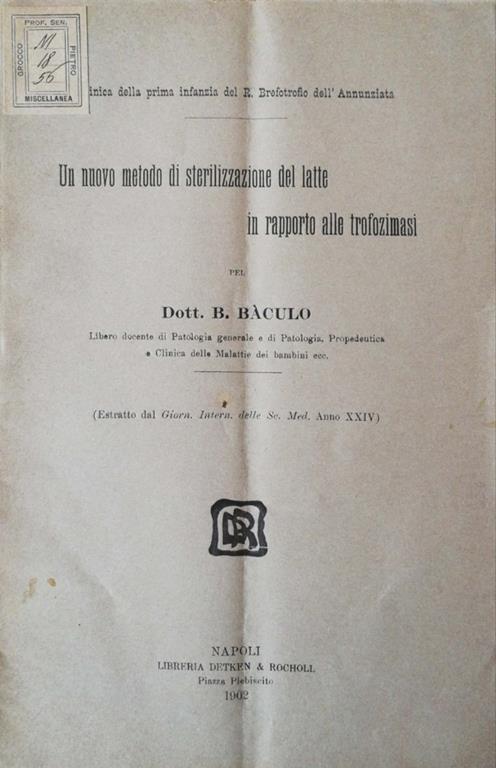 PROF. SEN.
GROCCO
PIETRO
18
56
MISCELLANEA
inica della prima infanzia del R. Brefotrofio dell' Annunziata
Un nuovo metodo di sterilizzazione del latte
in rapporto alle trofozimasi
PEL
Dott. B. BÀCULO
Libero docente di Patologia generale e di Patologia, Propedeutica
e Clinica delle Malattie dei bambini ecc.
(Estratto dal Giorn. Intern. delle Sc. Med. Anno XXIV)
DR
NAPOLI
LIBRERIA DETKEN & ROCHOLL
Piazza Plebiscito
1902